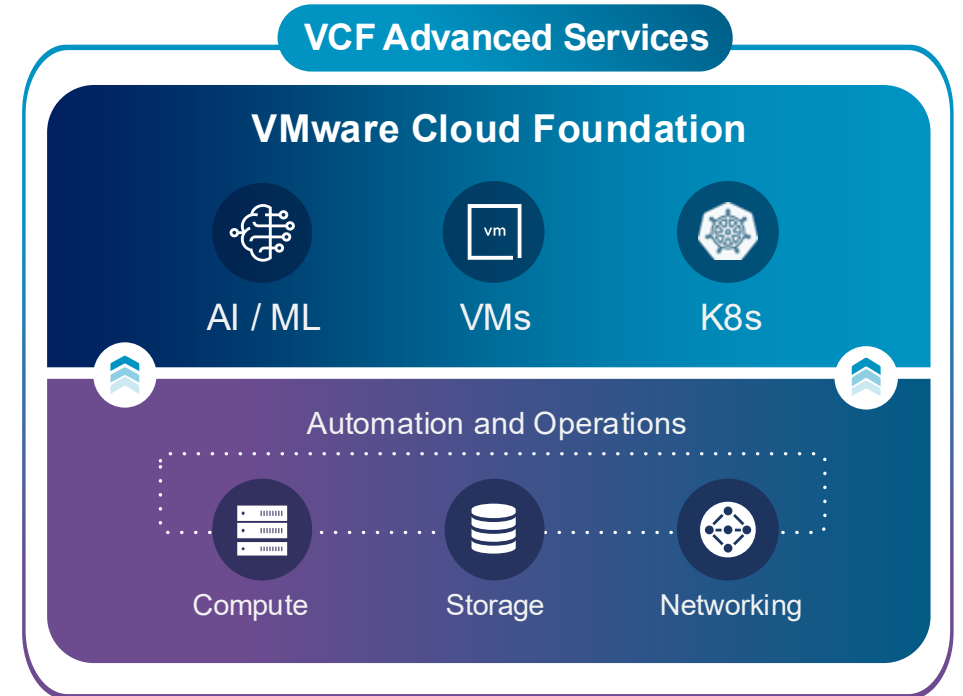 VCF Advanced Services
VMware Cloud Foundation
vm
AI / ML
VMs
K8s
Automation and Operations
Compute
Storage
Networking